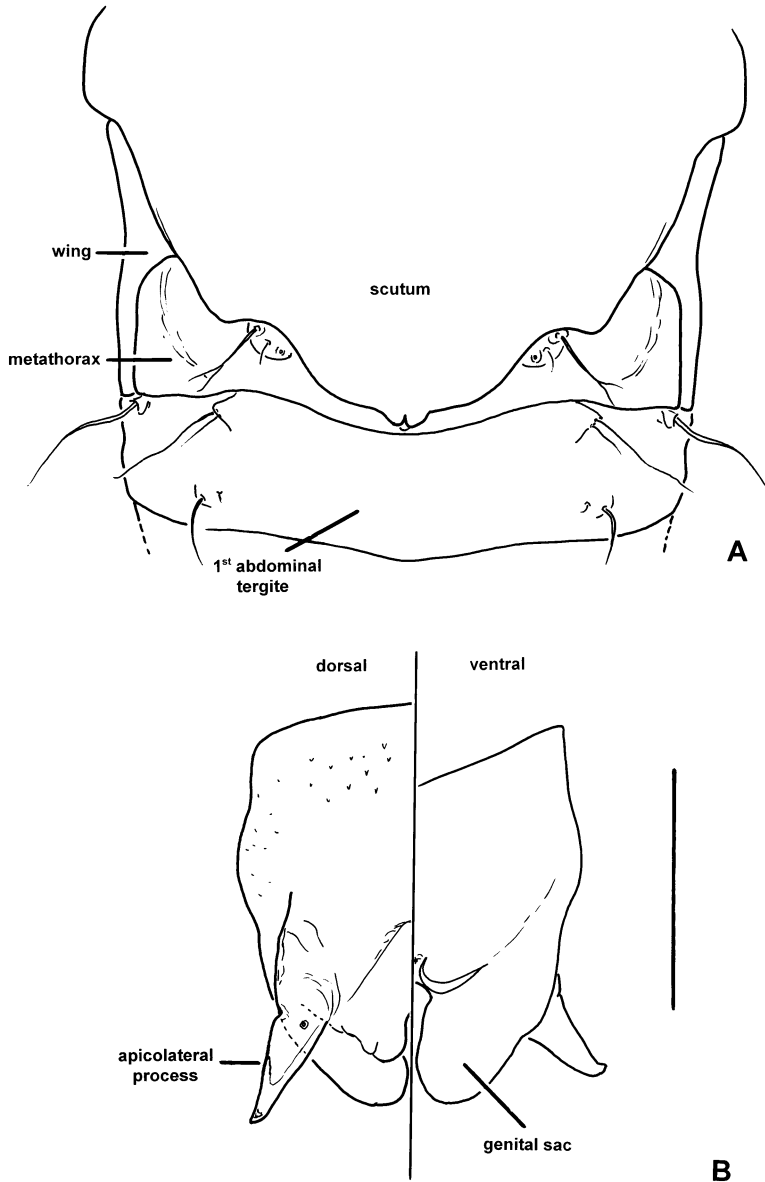 wing
scutum
metathorax
1st abdominal
tergite
A
dorsal
ventral
apicolateral
process
genital sac
B